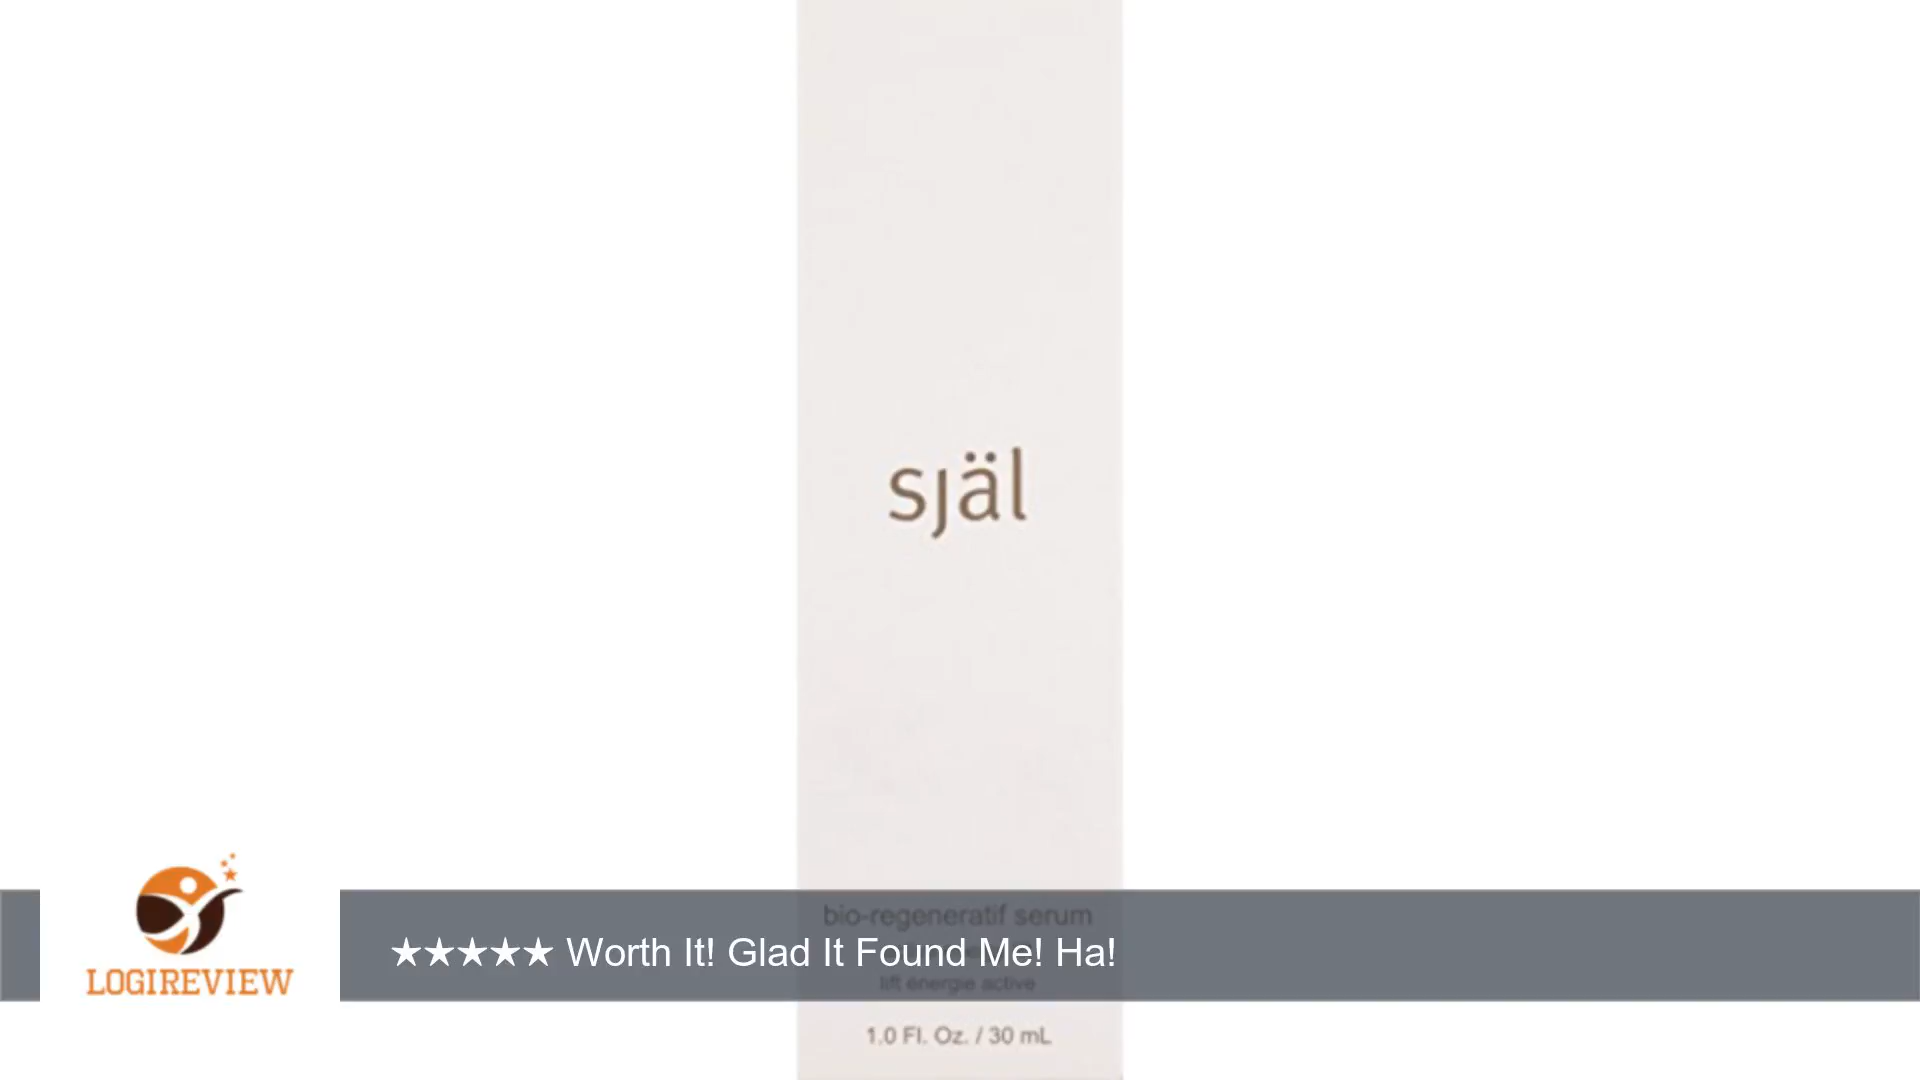 själ
bio-regeneratif serum
★★★★★ Worth It! Glad It Found Me! Ha!
lift energie active
1.0 Fl. Oz. / 30 mL
LOGIREVIEW